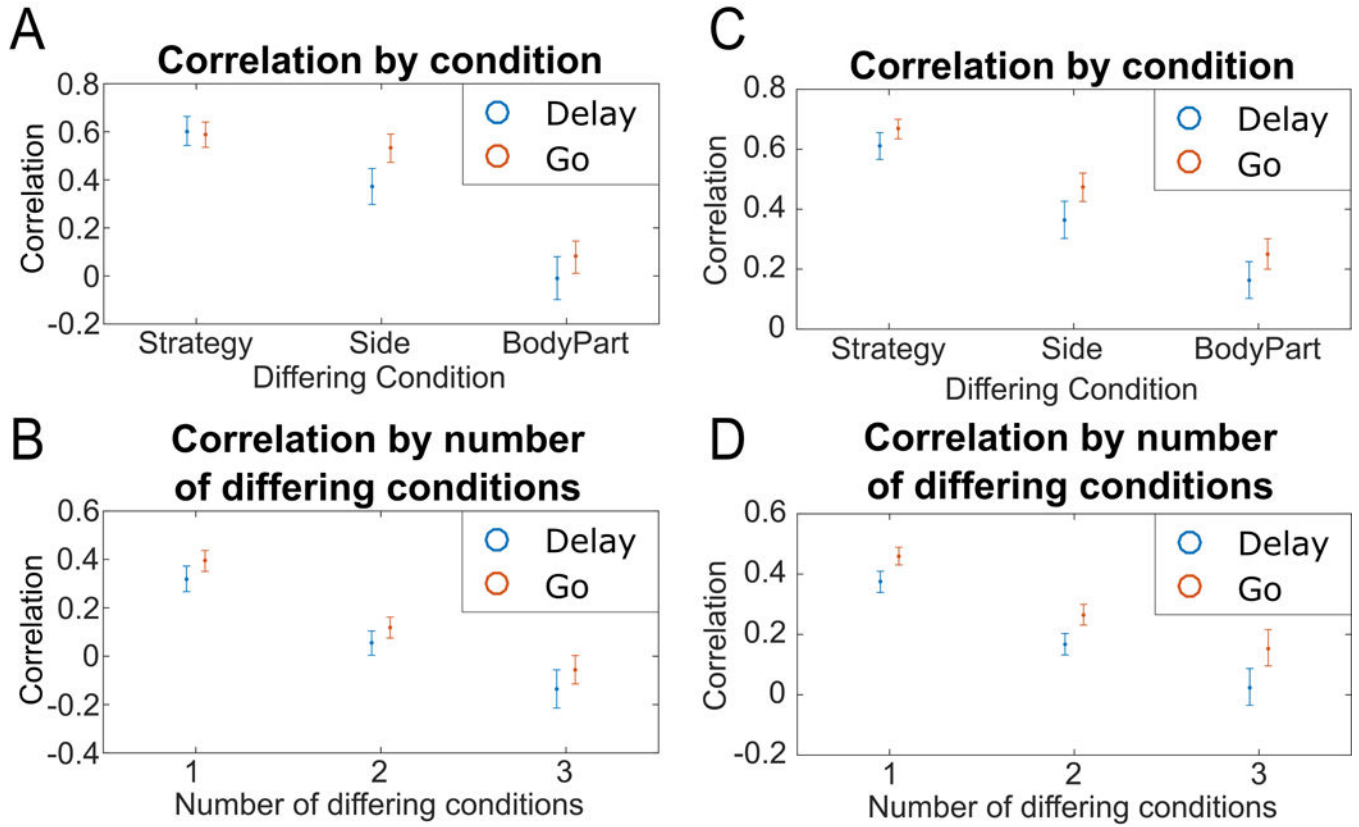 A
Correlation by condition
0.8
0.6
0.4
0.2
0
-0.2
Correlation
Delay
Go
Strategy Side BodyPart
Differing Condition
B
Correlation by number
of differing conditions
0.6
0.4
0.2
0
-0.2
-0.4
Correlation
Delay
Go
1 2 3
Number of differing conditions
C
Correlation by condition
0.8
0.6
0.4
0.2
0
Correlation
Delay
Go
Strategy Side BodyPart
Differing Condition
D
Correlation by number
of differing conditions
0.6
0.4
0.2
0
-0.2
Correlation
Delay
Go
1 2 3
Number of differing conditions